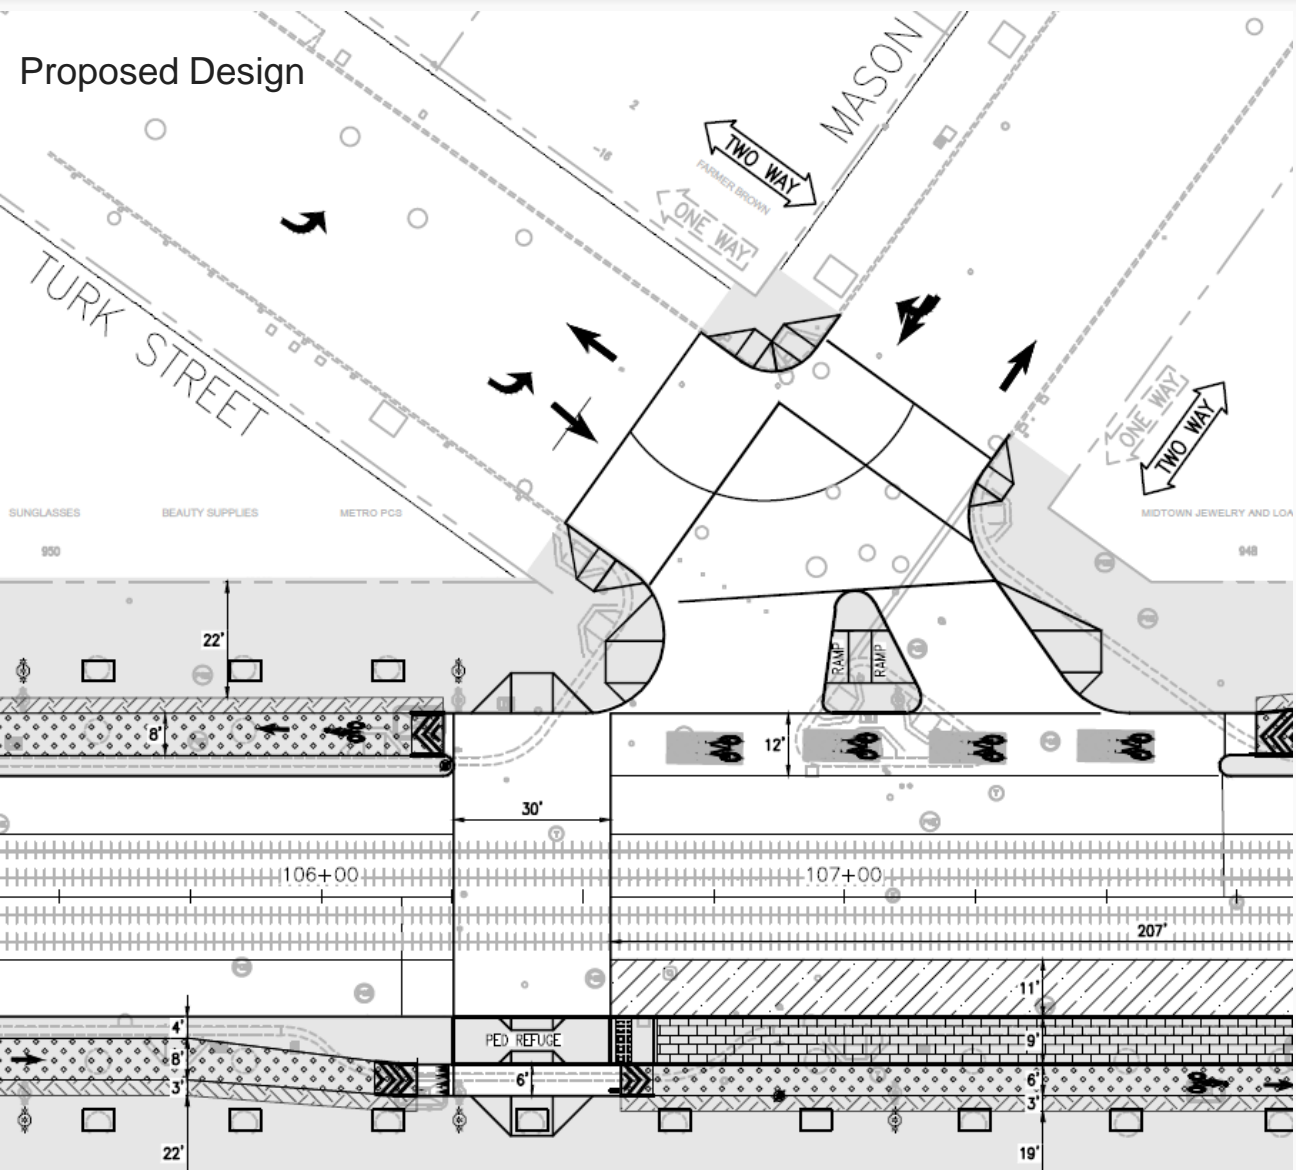 Proposed Design
MASON
TWO WAY
FARMER BROWN
ONE WAY
2
-16
TURK STREET
ONE WAY
TWO WAY
SUNGLASSES
BEAUTY SUPPLIES
METRO PCS
MIDTOWN JEWELRY AND LOA
950
948
22'
RAMP
RAMP
8'
12'
30'
106+00
107+00
207'
11'
4'
PED REFUGE
9'
8'
6'
6'
3'
3'
22'
19'